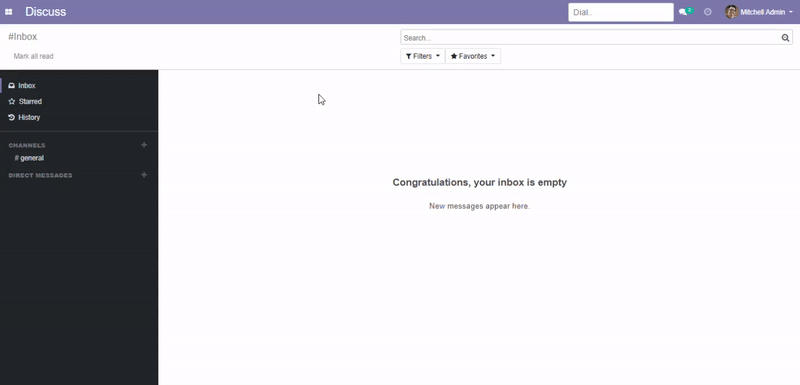 Discuss
Dial..
2
Mitchell Admin
#Inbox
Search...
Mark all read
Filters
Favorites
Inbox
Starred
History
CHANNELS
# general
DIRECT MESSAGES
Congratulations, your inbox is empty
New messages appear here.